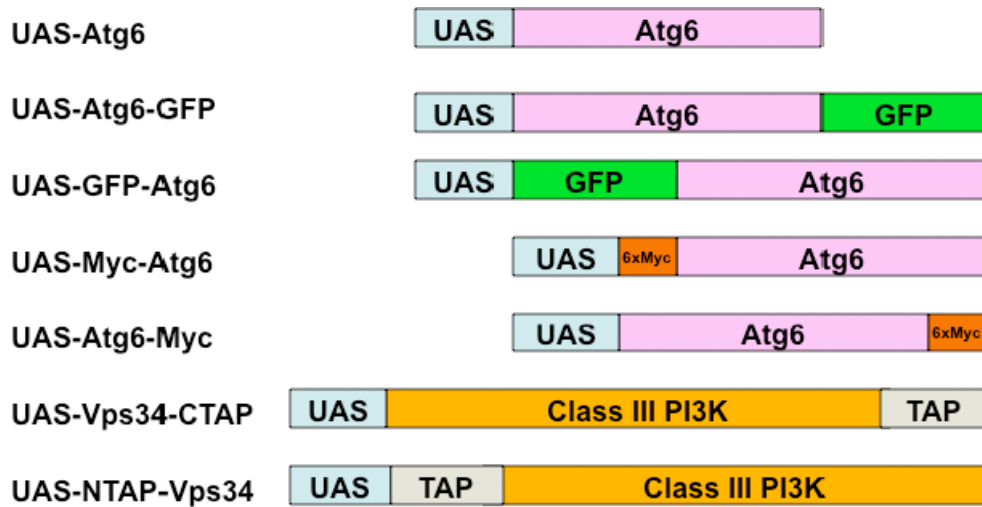 UAS-Atg6 UAS Atg6
UAS-Atg6-GFP UAS Atg6 GFP
UAS-GFP-Atg6 UAS GFP Atg6
UAS-Myc-Atg6 UAS 6xMyc Atg6
UAS-Atg6-Myc UAS Atg6 6xMyc
UAS-Vps34-CTAP UAS Class III PI3K TAP
UAS-NTAP-Vps34 UAS TAP Class III PI3K